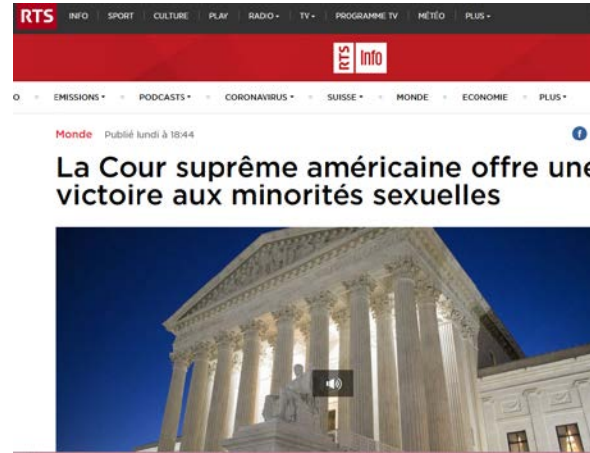 RTS INFO SPORT CULTURE PLAY RADIO TV PROGRAMME TV MÉTÉO PLUS
RTS Info
O EMISSIONS PODCASTS CORONAVIRUS SUISSE MONDE ECONOMIE PLUS
Monde Publié lundi à 18:44 f
La Cour suprême américaine offre une
victoire aux minorités sexuelles